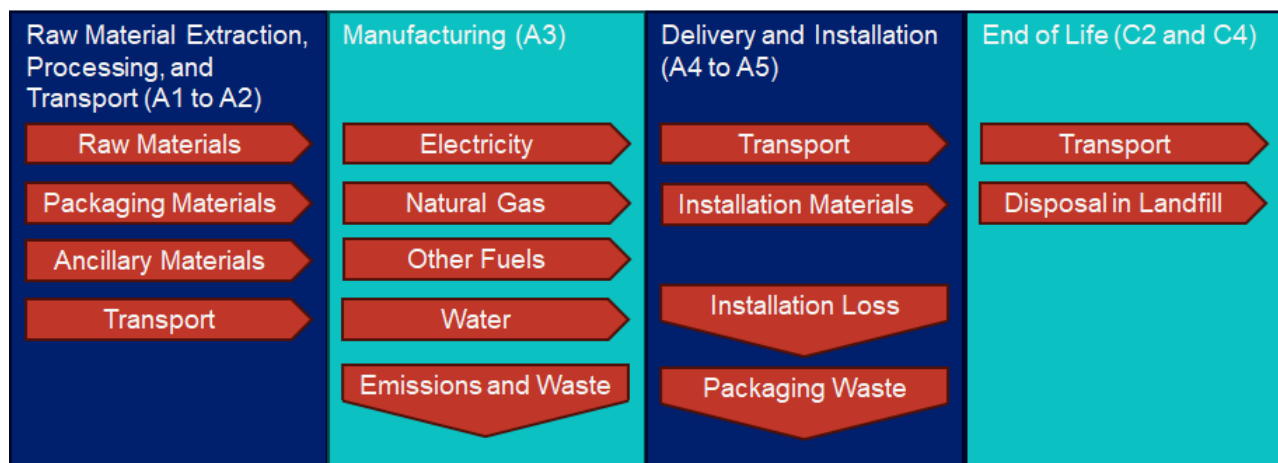 Raw Material Extraction,
Processing, and
Transport (A1 to A2)
Raw Materials
Packaging Materials
Ancillary Materials
Transport
Manufacturing (A3)
Electricity
Natural Gas
Other Fuels
Water
Emissions and Waste
Delivery and Installation
(A4 to A5)
Transport
Installation Materials
Installation Loss
Packaging Waste
End of Life (C2 and C4)
Transport
Disposal in Landfill